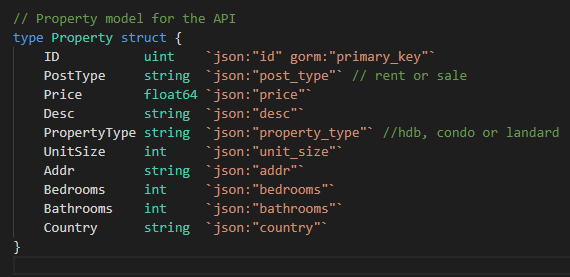 // Property model for the API
type Property struct {
    ID           uint    `json:"id" gorm:"primary_key"`
    PostType     string  `json:"post_type"` // rent or sale
    Price        float64 `json:"price"`
    Desc         string  `json:"desc"`
    PropertyType string  `json:"property_type"` //hdb, condo or landard
    UnitSize     int     `json:"unit_size"`
    Addr         string  `json:"addr"`
    Bedrooms     int     `json:"bedrooms"`
    Bathrooms    int     `json:"bathrooms"`
    Country      string  `json:"country"`
}